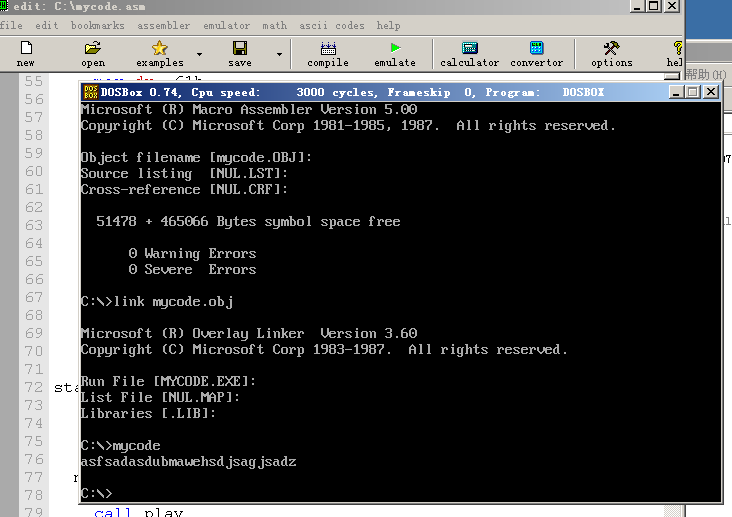 edit: C:\mycode.asm
file edit bookmarks assembler emulator math ascii codes help
new open examples save compile emulate calculator convertor options hel
帮助(H)
55
56
57
58
59
60
61
62
63
64
65
66
67
68
69
70
71
72 sta
73
74
75
76
77
78
79 call play
DOSBox 0.74, Cpu speed: 3000 cycles, Frameskip 0, Program: DOSBOX
Microsoft (R) Macro Assembler Version 5.00
Copyright (C) Microsoft Corp 1981-1985, 1987. All rights reserved.
Object filename [mycode.OBJ]:
Source listing [NUL.LST]:
Cross-reference [NUL.CRF]:
51478 + 465066 Bytes symbol space free
0 Warning Errors
0 Severe Errors
C:\>link mycode.obj
Microsoft (R) Overlay Linker Version 3.60
Copyright (C) Microsoft Corp 1983-1987. All rights reserved.
Run File [MYCODE.EXE]:
List File [NUL.MAP]:
Libraries [.LIB]:
C:\>mycode
asfsadasdubmawehsdjsagjsadz
C:\>